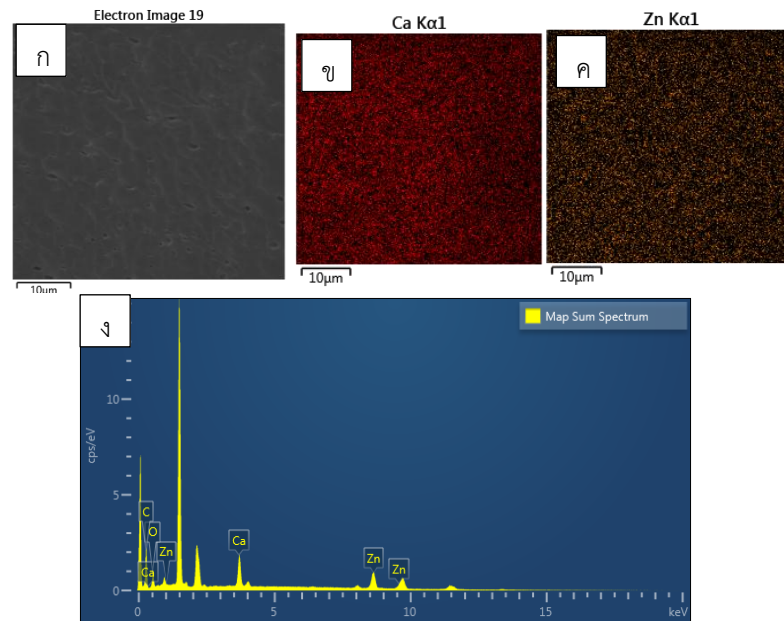 Electron Image 19
ก
10µm
Ca Kα1
ข
10µm
Zn Kα1
ค
10µm
ง
Map Sum Spectrum
cps/eV
10
5
0
C
O
Zn
Ca
Ca
Zn
Zn
0
5
10
15
keV